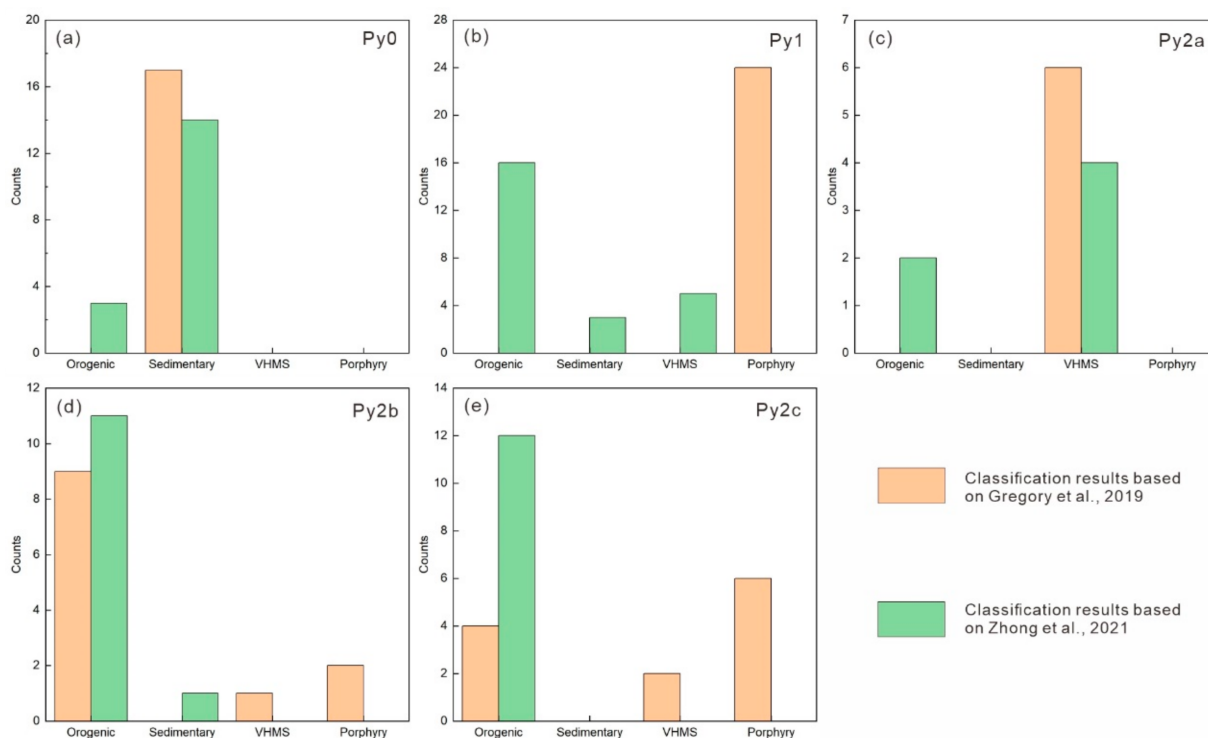 (a) Py0
20
16
12
8
4
0
Counts
Orogenic Sedimentary VHMS Porphyry
(b) Py1
28
24
20
16
12
8
4
0
Counts
Orogenic Sedimentary VHMS Porphyry
(c) Py2a
7
6
5
4
3
2
1
0
Counts
Orogenic Sedimentary VHMS Porphyry
(d) Py2b
12
10
8
6
4
2
0
Counts
Orogenic Sedimentary VHMS Porphyry
(e) Py2c
14
12
10
8
6
4
2
0
Counts
Orogenic Sedimentary VHMS Porphyry
Classification results based
on Gregory et al., 2019
Classification results based
on Zhong et al., 2021